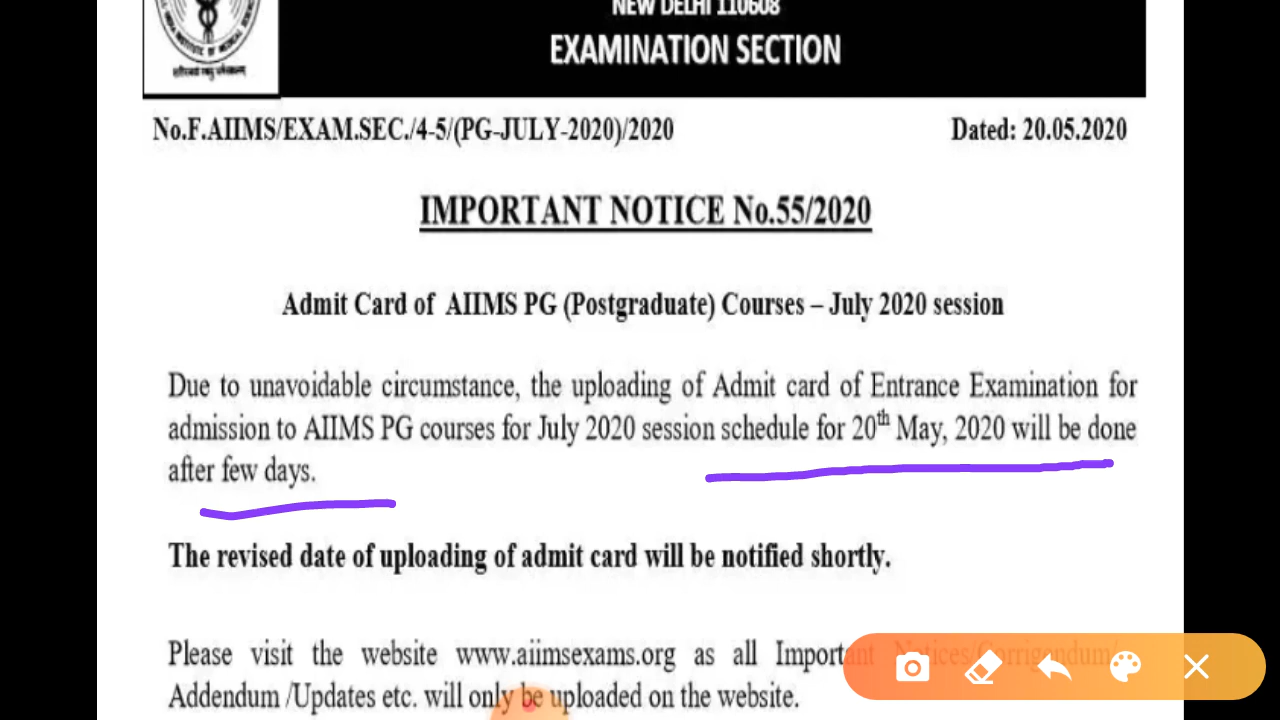 NEW DELHI 110608
EXAMINATION SECTION
No.F.AIIMS/EXAM.SEC./4-5/(PG-JULY-2020)/2020 Dated: 20.05.2020
IMPORTANT NOTICE No.55/2020
Admit Card of AIIMS PG (Postgraduate) Courses – July 2020 session
Due to unavoidable circumstance, the uploading of Admit card of Entrance Examination for
admission to AIIMS PG courses for July 2020 session schedule for 20th May, 2020 will be done
after few days.
The revised date of uploading of admit card will be notified shortly.
Please visit the website www.aiimsexams.org as all Important Notices/Corrigendum/
Addendum /Updates etc. will only be uploaded on the website.